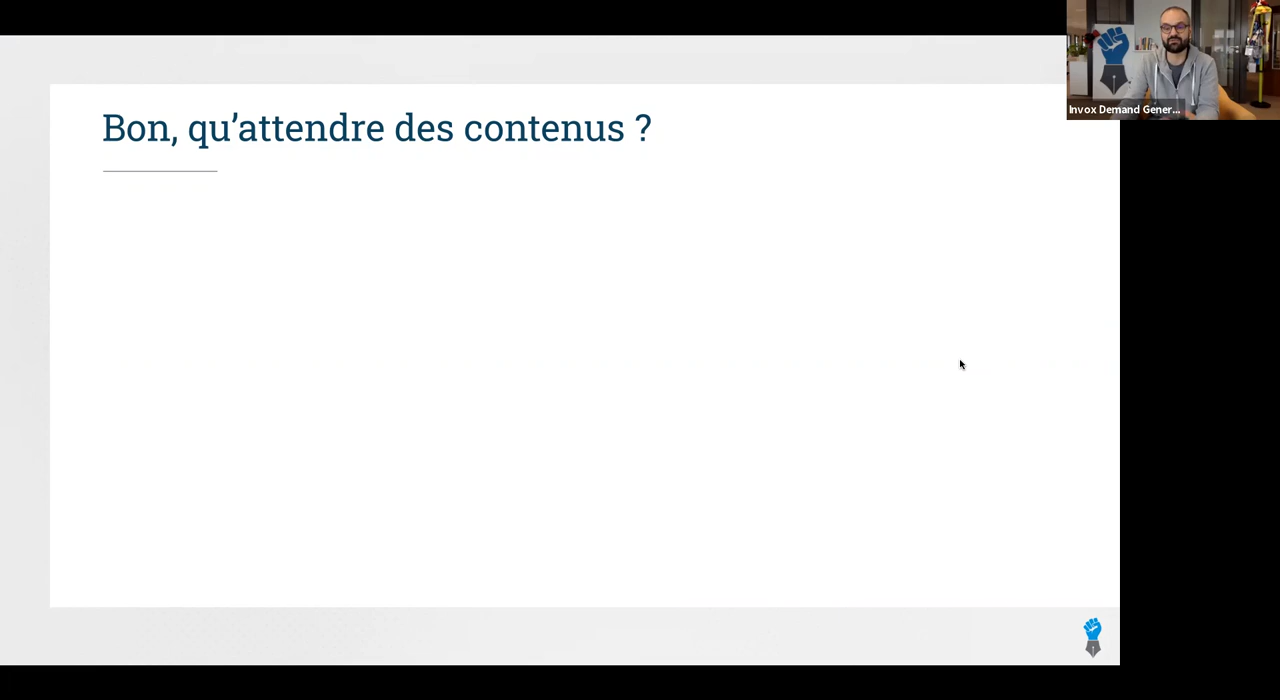 Bon, qu’attendre des contenus ?
Invox Demand Gener...